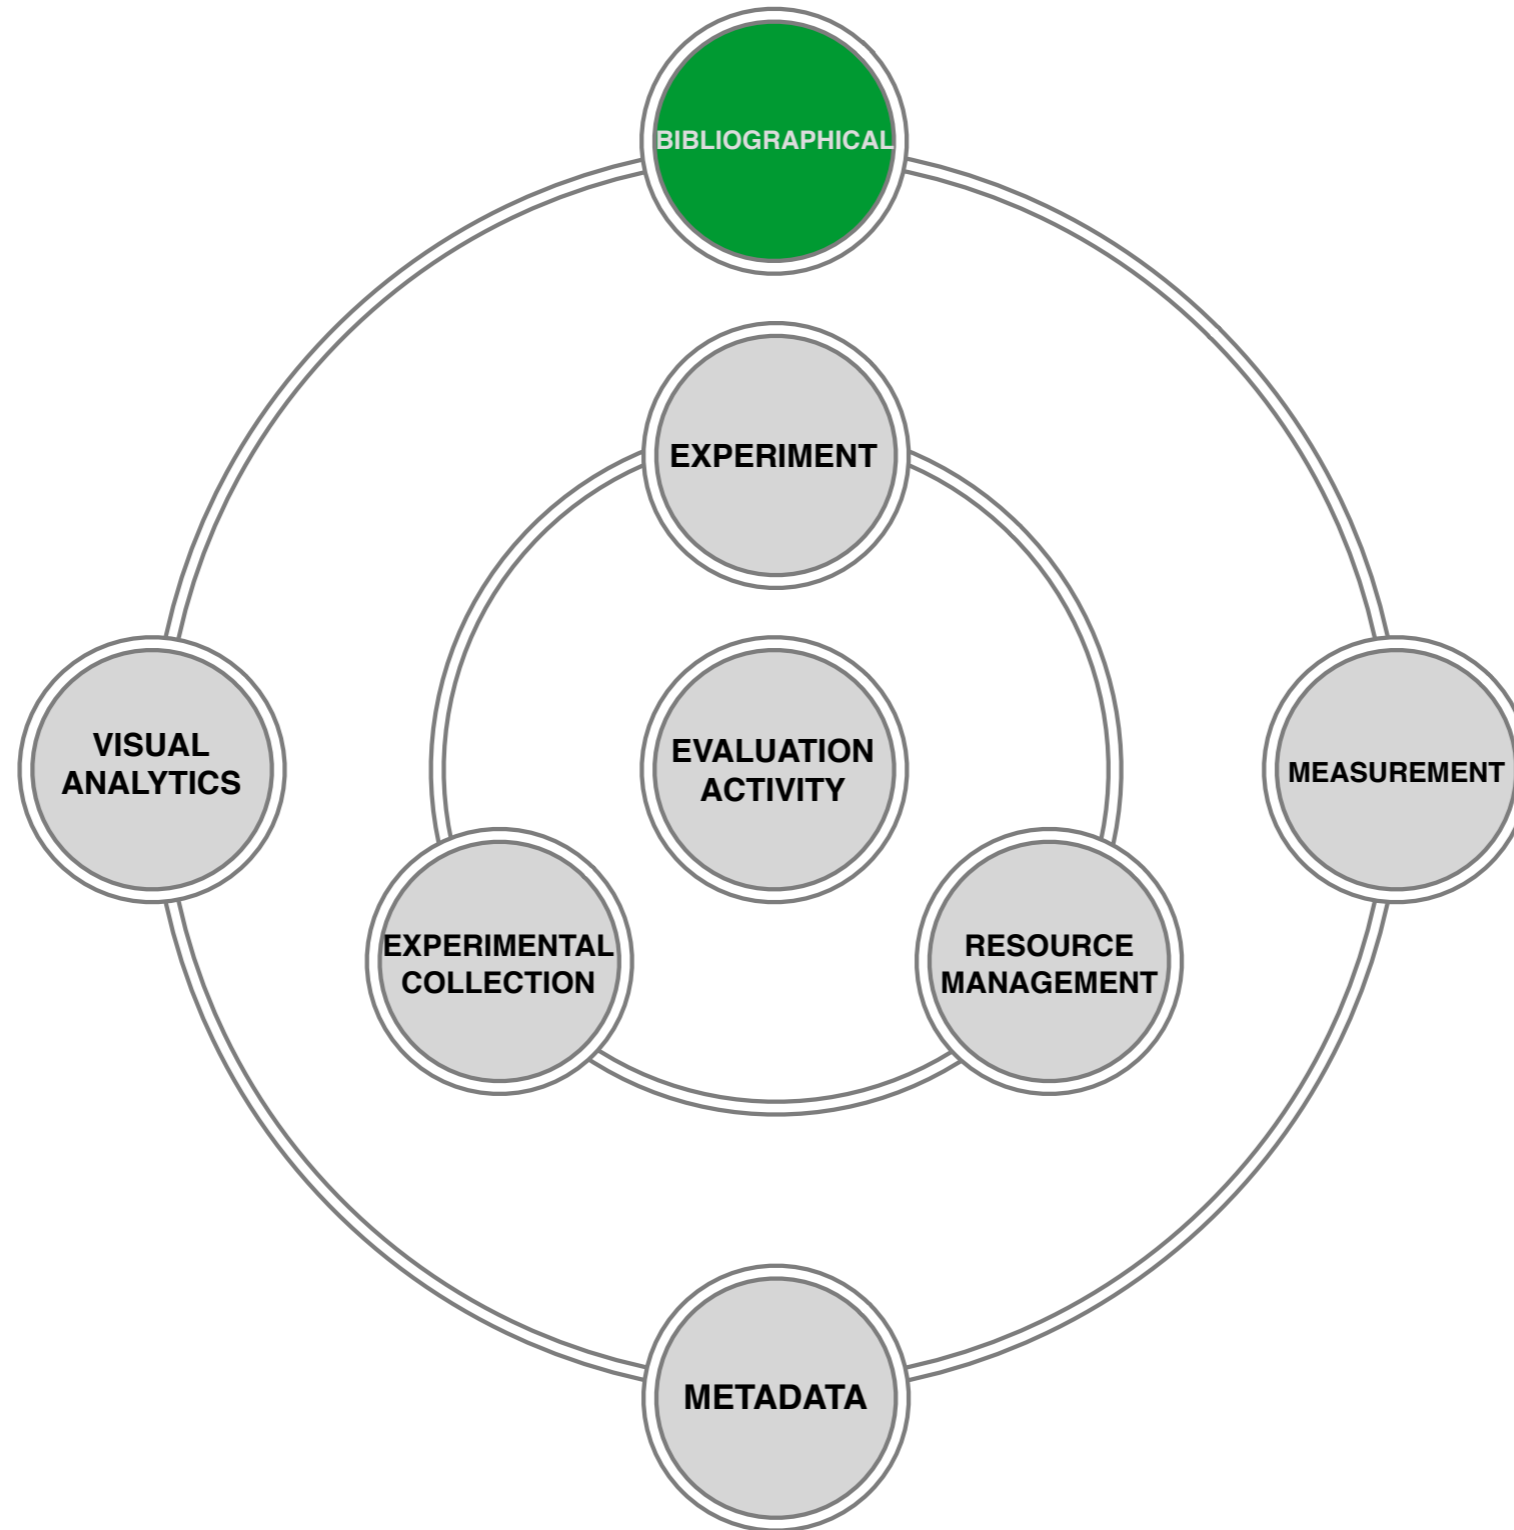 BIBLIOGRAPHICAL
EXPERIMENT
VISUAL
ANALYTICS
EVALUATION
ACTIVITY
MEASUREMENT
EXPERIMENTAL
COLLECTION
RESOURCE
MANAGEMENT
METADATA